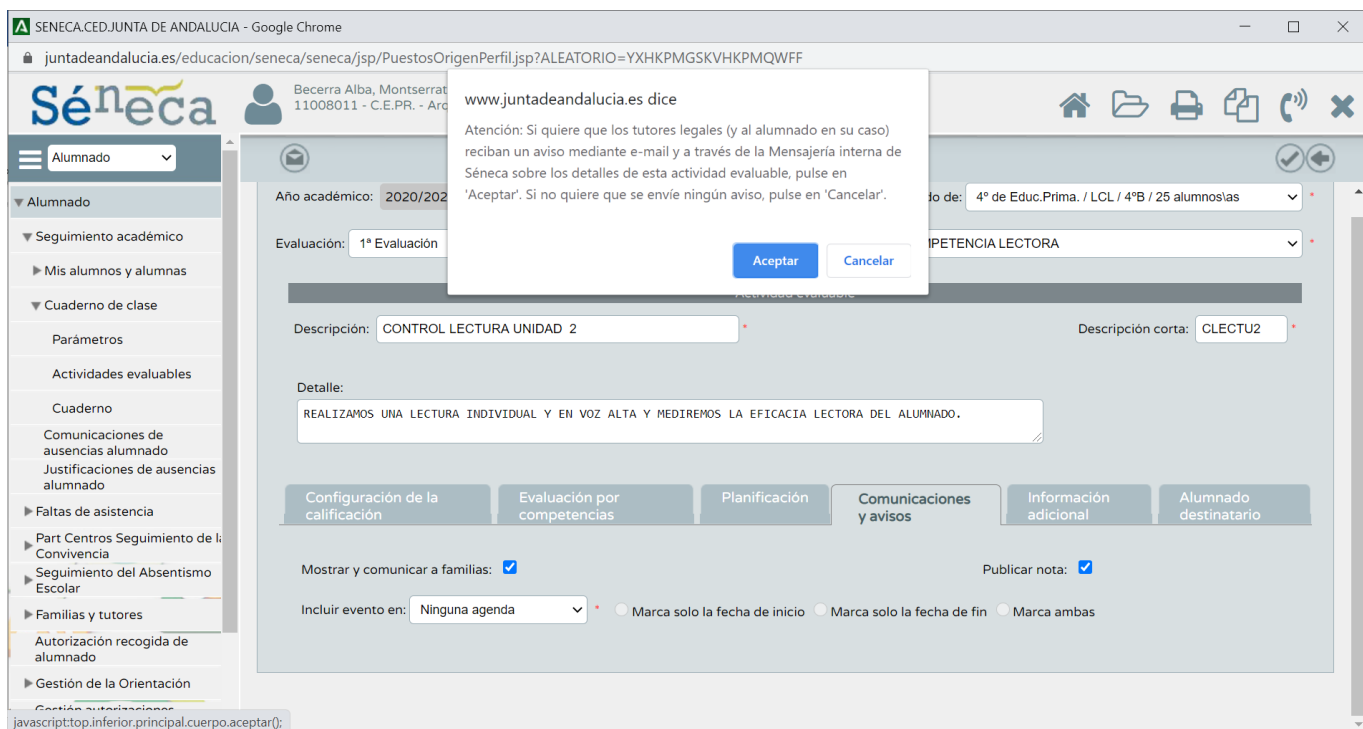 SENECA.CED.JUNTA DE ANDALUCIA - Google Chrome
juntadeandalucia.es/educacion/seneca/seneca/jsp/PuestosOrigenPerfil.jsp?ALEATORIO=YXHKPMGSKVHKPMQWFF
Séneca
Becerra Alba, Montserrat
11008011 - C.E.PR. - Aro
www.juntadeandalucia.es dice
Atención: Si quiere que los tutores legales (y al alumnado en su caso)
reciban un aviso mediante e-mail y a través de la Mensajería interna de
Séneca sobre los detalles de esta actividad evaluable, pulse en
'Aceptar'. Si no quiere que se envíe ningún aviso, pulse en 'Cancelar'.
Aceptar Cancelar
Alumnado
Alumnado
Seguimiento académico
Mis alumnos y alumnas
Cuaderno de clase
Parámetros
Actividades evaluables
Cuaderno
Comunicaciones de
ausencias alumnado
Justificaciones de ausencias
alumnado
Faltas de asistencia
Part Centros Seguimiento de la
Convivencia
Seguimiento del Absentismo
Escolar
Familias y tutores
Autorización recogida de
alumnado
Gestión de la Orientación
Gestión autorizaciones
javascript:top.inferior.principal.cuerpo.aceptar();
Año académico: 2020/202 do de: 4º de Educ.Prima. / LCL / 4ºB / 25 alumnos\as *
Evaluación: 1ª Evaluación MPETENCIA LECTORA *
Actividad evaluable
Descripción: CONTROL LECTURA UNIDAD 2 * Descripción corta: CLECTU2 *
Detalle:
REALIZAMOS UNA LECTURA INDIVIDUAL Y EN VOZ ALTA Y MEDIREMOS LA EFICACIA LECTORA DEL ALUMNADO.
Configuración de la
calificación
Evaluación por
competencias
Planificación
Comunicaciones
y avisos
Información
adicional
Alumnado
destinatario
Mostrar y comunicar a familias: Publicar nota:
Incluir evento en: Ninguna agenda * Marca solo la fecha de inicio Marca solo la fecha de fin Marca ambas